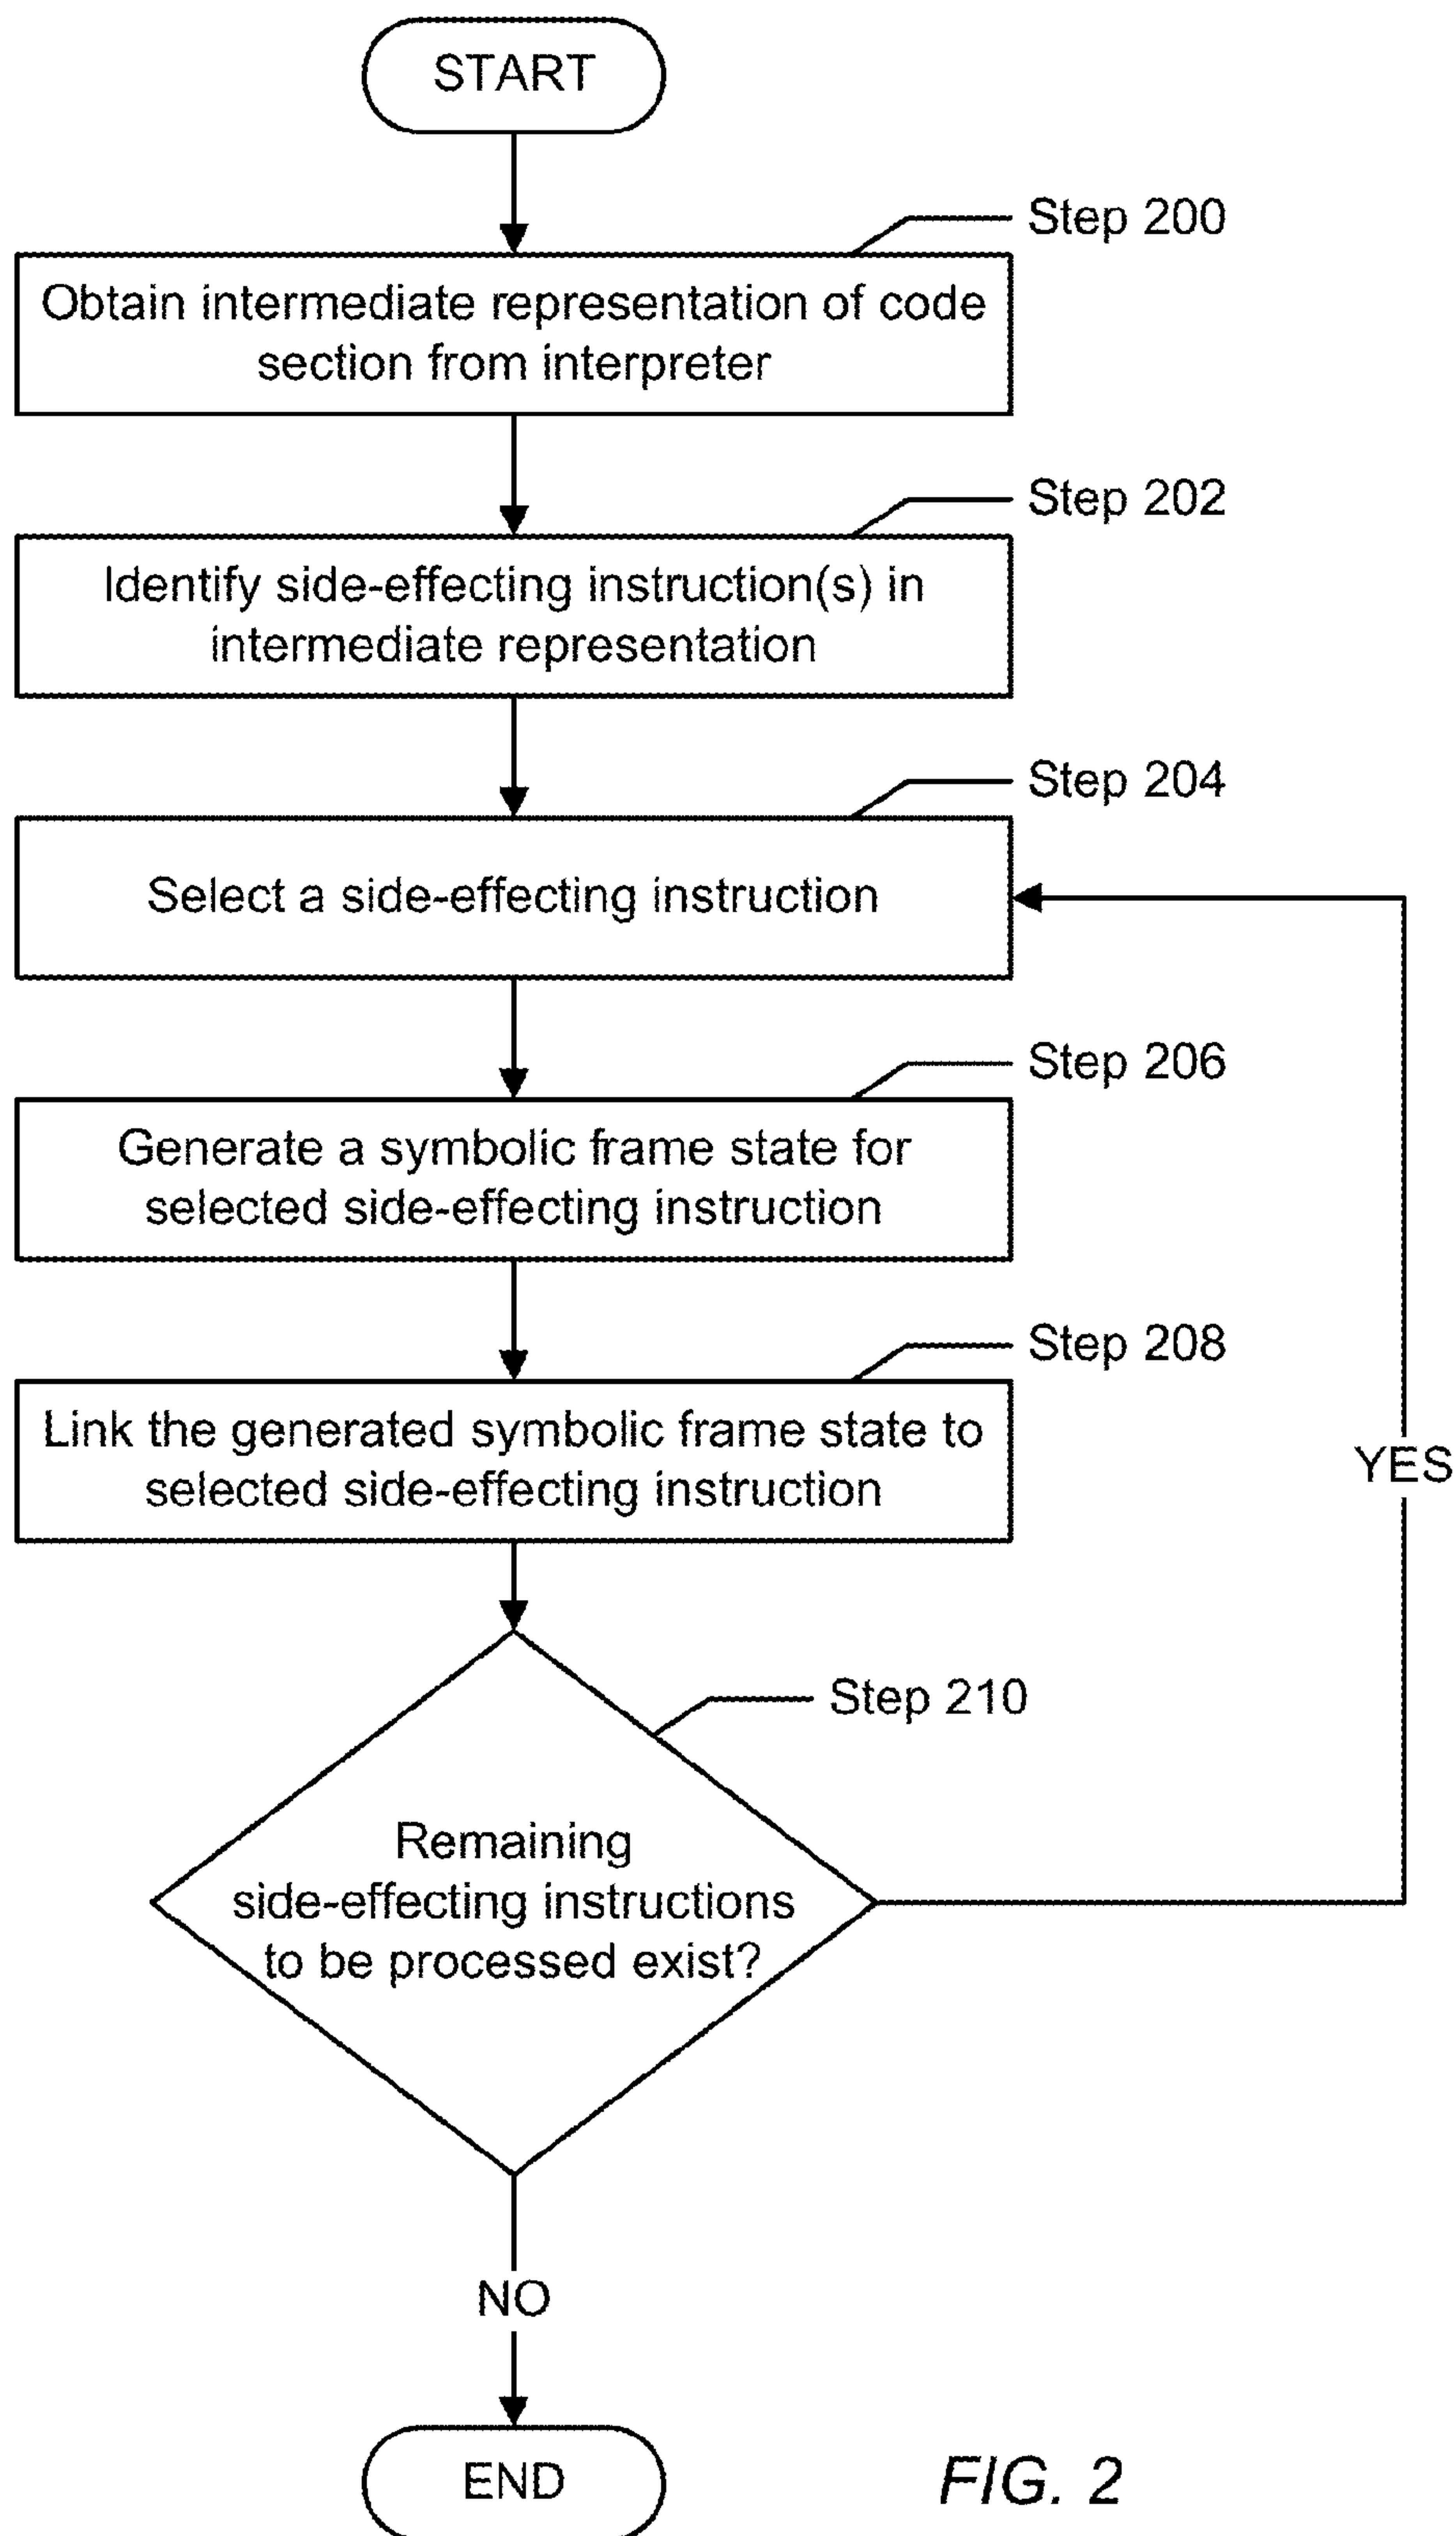 START
Step 200
Obtain intermediate representation of code
section from interpreter
Step 202
Identify side-effecting instruction(s) in
intermediate representation
Step 204
Select a side-effecting instruction
Step 206
Generate a symbolic frame state for
selected side-effecting instruction
Step 208
Link the generated symbolic frame state to
selected side-effecting instruction
YES
Step 210
Remaining
side-effecting instructions
to be processed exist?
NO
END
FIG. 2